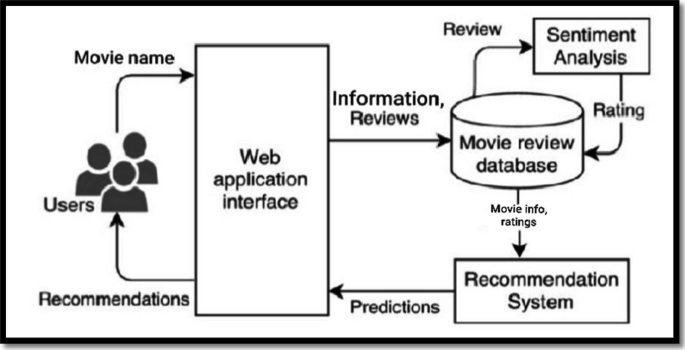 Movie name
Users
Recommendations
Web
application
interface
Information,
Reviews
Review
Sentiment
Analysis
Rating
Movie review
database
Movie info,
ratings
Recommendation
System
Predictions